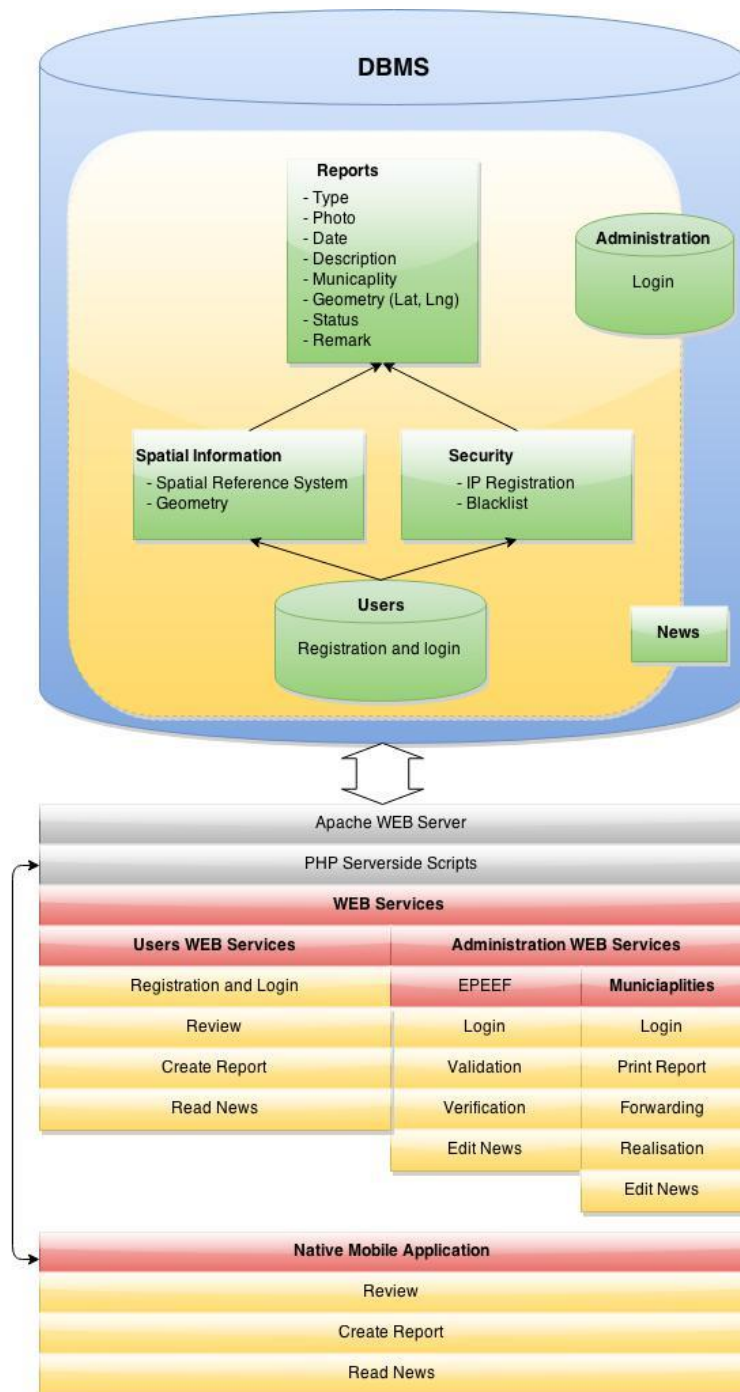 DBMS
Reports
- Type
- Photo
- Date
- Description
- Municaplity
- Geometry (Lat, Lng)
- Status
- Remark
Administration
Login
Spatial Information
- Spatial Reference System
- Geometry
Security
- IP Registration
- Blacklist
Users
Registration and login
News
Apache WEB Server
PHP Serverside Scripts
WEB Services
Users WEB Services
Registration and Login
Review
Create Report
Read News
Administration WEB Services
EPEEF
Login
Validation
Verification
Edit News
Municiaplities
Login
Print Report
Forwarding
Realisation
Edit News
Native Mobile Application
Review
Create Report
Read News